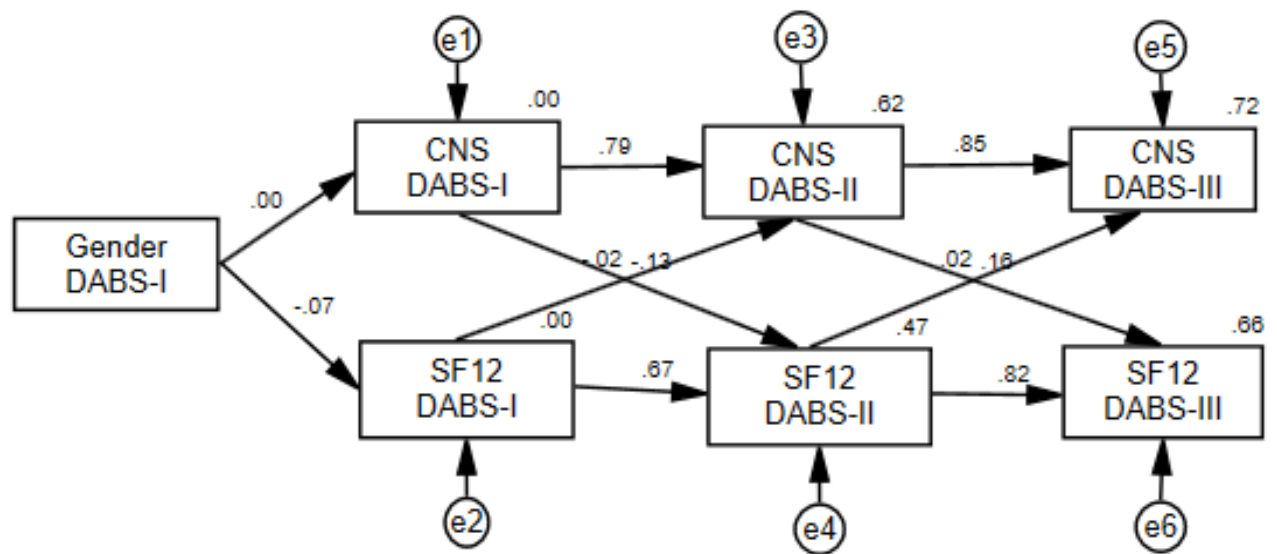 e1
e3
e5
.00
.62
.72
CNS
DABS-I
.79
CNS
DABS-II
.85
CNS
DABS-III
.00
Gender
DABS-I
-.02
-.13
.02
.16
-.07
.00
.47
.66
SF12
DABS-I
.67
SF12
DABS-II
.82
SF12
DABS-III
e2
e4
e6